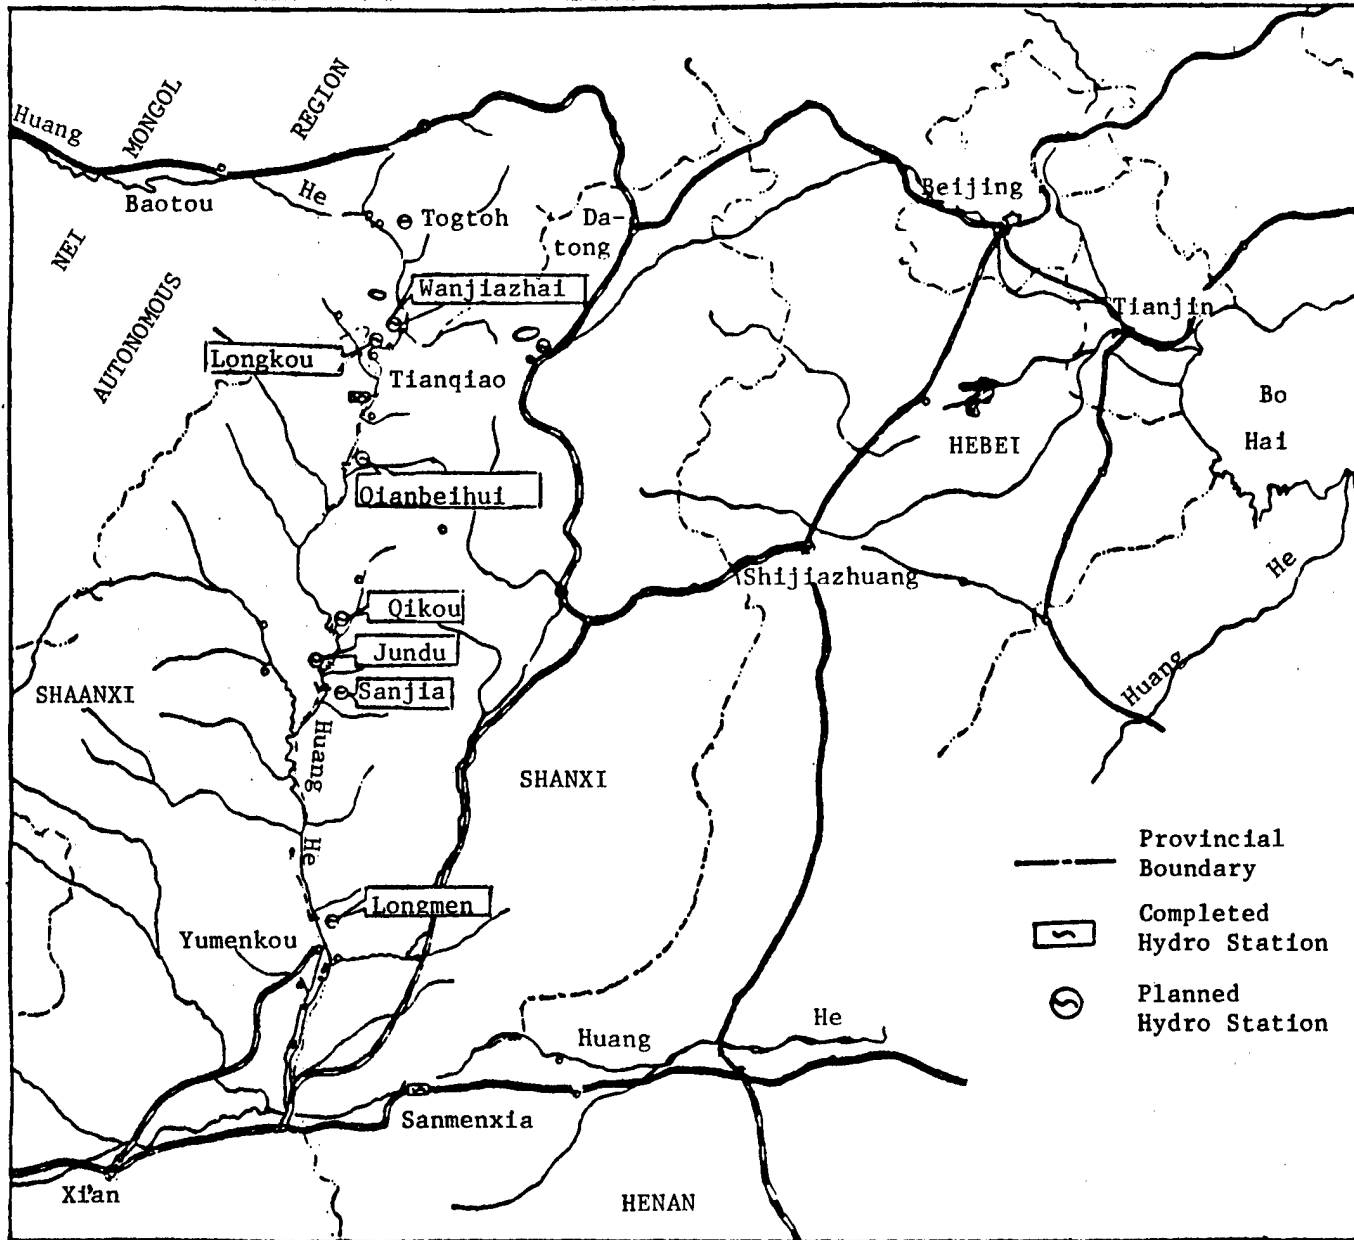 Huang
MONGOL
REGION
He
Baotou
Togtoh
Da-
tong
Beijing
NEI
AUTONOMOUS
Wanjiazhai
Tianjin
Longkou
Tianqiao
Bo
Hai
HEBEI
Qianbeihui
Shijiazhuang
He
Qikou
Jundu
Sanjia
SHAANXI
Huang
Huang
SHANXI
He
Provincial
Boundary
Longmen
Completed
Hydro Station
Yumenkou
Planned
Hydro Station
Huang
He
Sanmenxia
Xi'an
HENAN